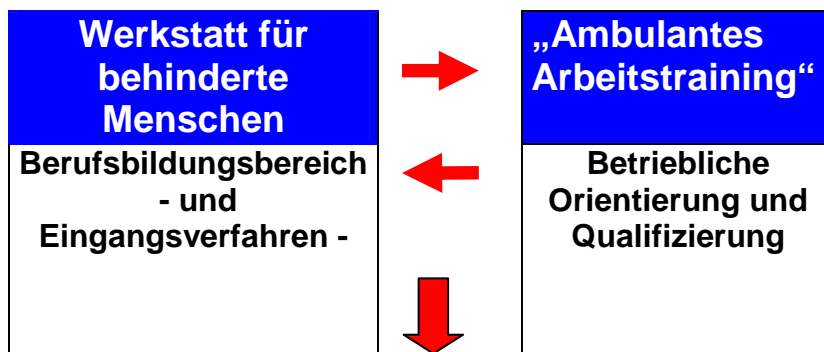 Werkstatt für
behinderte
Menschen
Berufsbildungsbereich
- und
Eingangsverfahren -
„Ambulantes
Arbeitstraining“
Betriebliche
Orientierung und
Qualifizierung